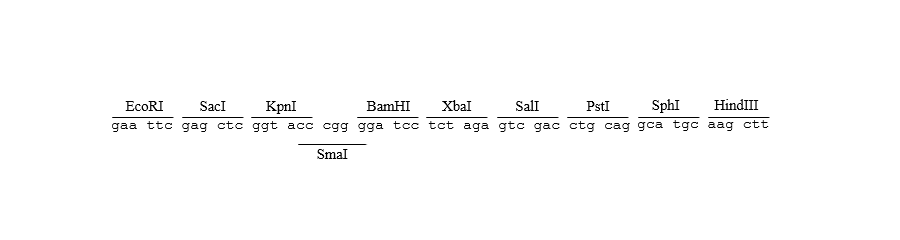 EcoRI SacI KpnI BamHI XbaI SalI PstI SphI HindIII
gaa ttc gag ctc ggt acc cgg gga tcc tct aga gtc gac ctg cag gca tgc aag ctt
SmaI